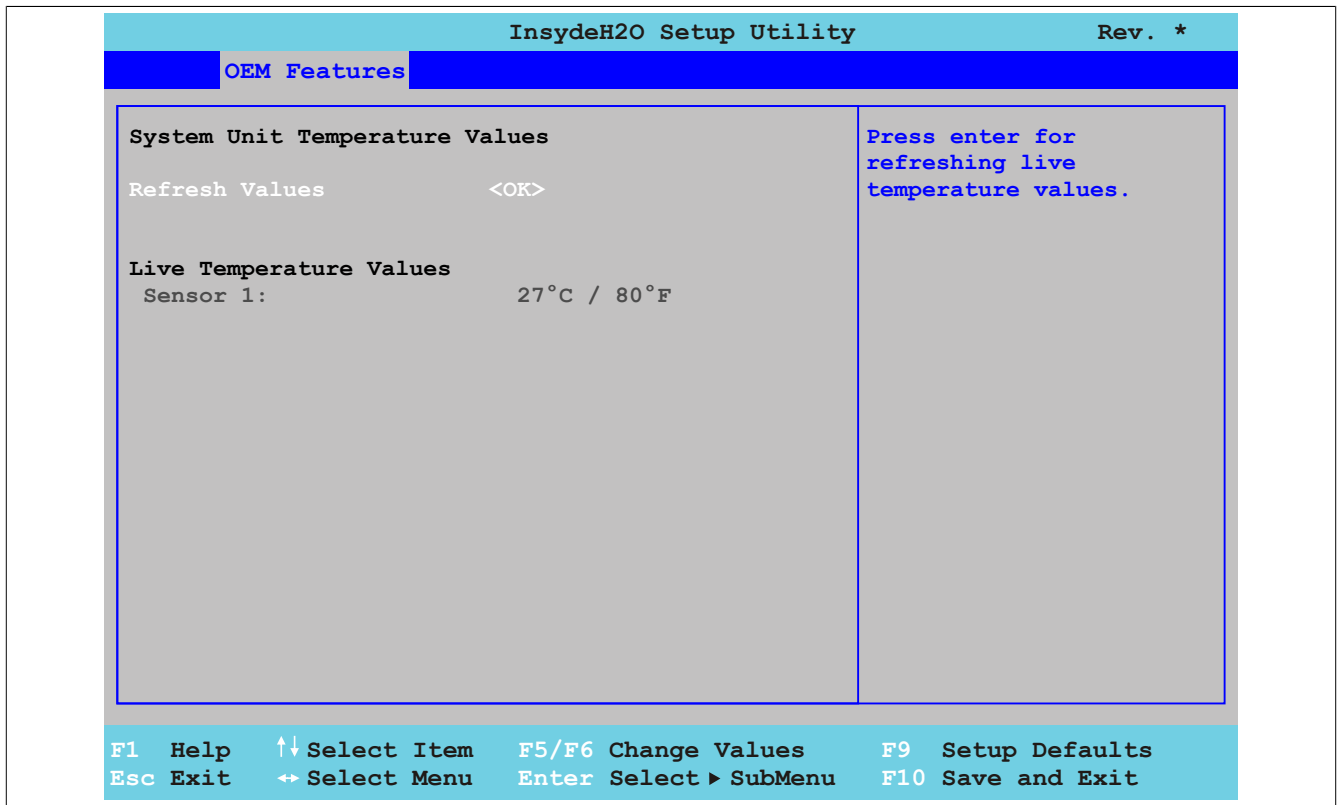 InsydeH2O Setup Utility Rev. *
OEM Features
System Unit Temperature Values
Refresh Values <OK>
Live Temperature Values
Sensor 1: 27°C / 80°F
Press enter for
refreshing live
temperature values.
F1 Help ↑↓ Select Item F5/F6 Change Values F9 Setup Defaults
Esc Exit ↔ Select Menu Enter Select ▶ SubMenu F10 Save and Exit